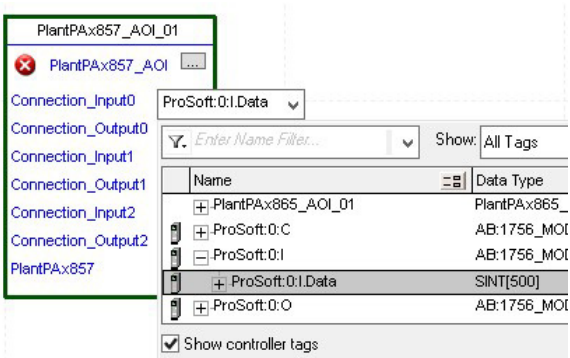 PlantPAx857_AOI_01
PlantPAx857_AOI ...
Connection_Input0
ProSoft:0:I.Data
Connection_Output0
Connection_Input1
Connection_Output1
Connection_Input2
Connection_Output2
PlantPAx857
Enter Name Filter...
Show: All Tags
Name Data Type
PlantPAx865_AOI_01 PlantPAx865_
ProSoft:0:C AB:1756_MOD
ProSoft:0:I AB:1756_MOD
ProSoft:0:I.Data SINT[500]
ProSoft:0:O AB:1756_MOD
Show controller tags